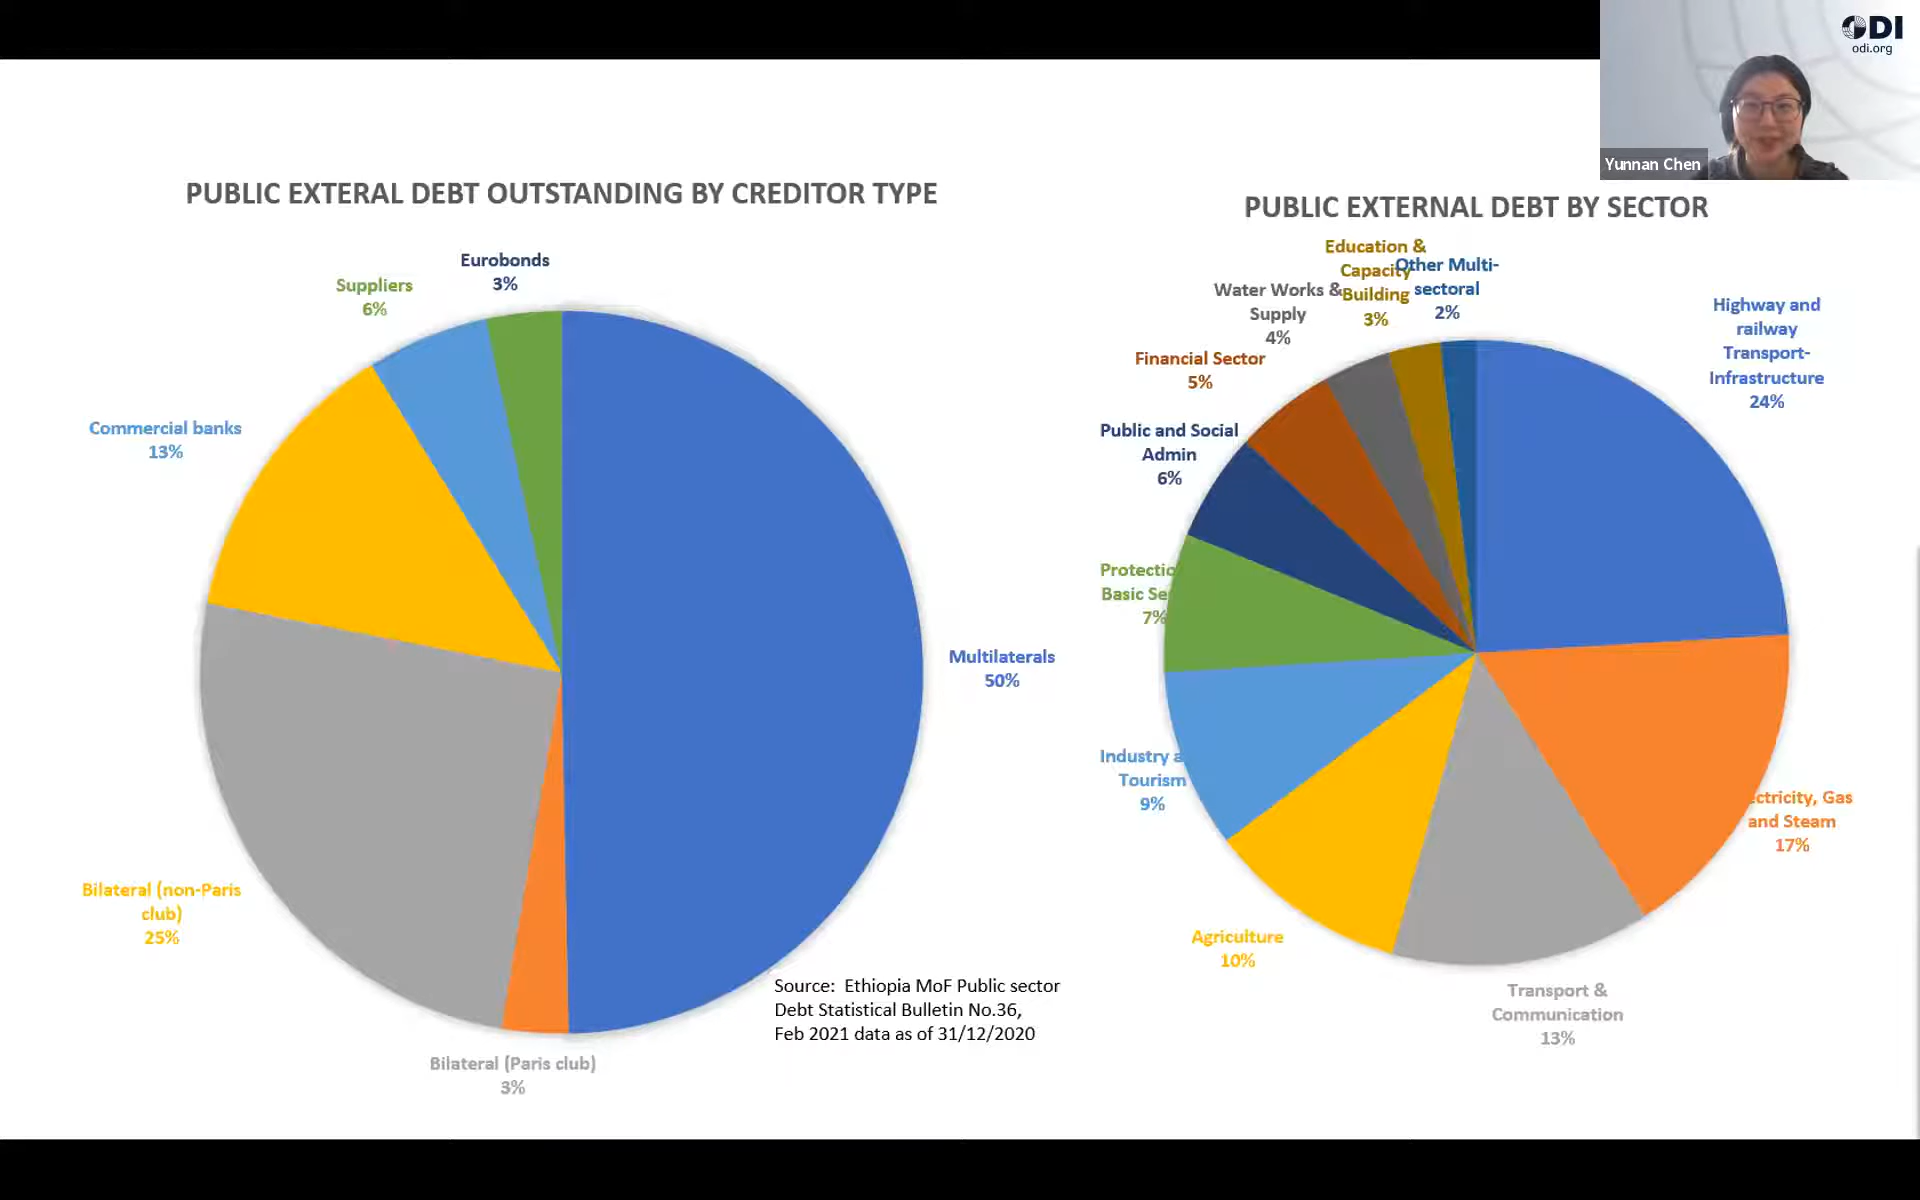 ODI
odi.org
Yunnan Chen
PUBLIC EXTERAL DEBT OUTSTANDING BY CREDITOR TYPE
Eurobonds
3%
Suppliers
6%
Commercial banks
13%
Multilaterals
50%
Bilateral (non-Paris
club)
25%
Bilateral (Paris club)
3%
Source: Ethiopia MoF Public sector
Debt Statistical Bulletin No.36,
Feb 2021 data as of 31/12/2020
PUBLIC EXTERNAL DEBT BY SECTOR
Education &
Capacity
Building
3%
Other Multi-
sectoral
2%
Water Works &
Supply
4%
Highway and
railway
Transport-
Infrastructure
24%
Financial Sector
5%
Public and Social
Admin
6%
Basic
7%
Industry
Tourism
9%
Gas
and Steam
17%
Agriculture
10%
Transport &
Communication
13%